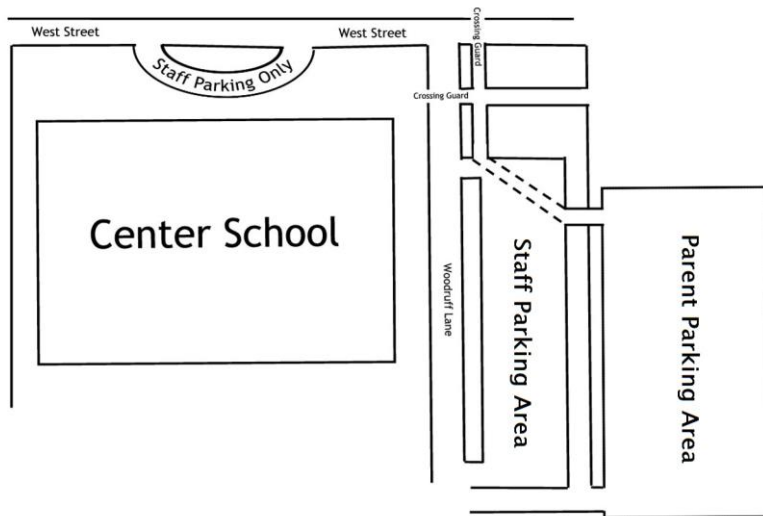 West Street
West Street
Crossing Guard
Staff Parking Only
Crossing Guard
Center School
Woodruff Lane
Staff Parking Area
Parent Parking Area